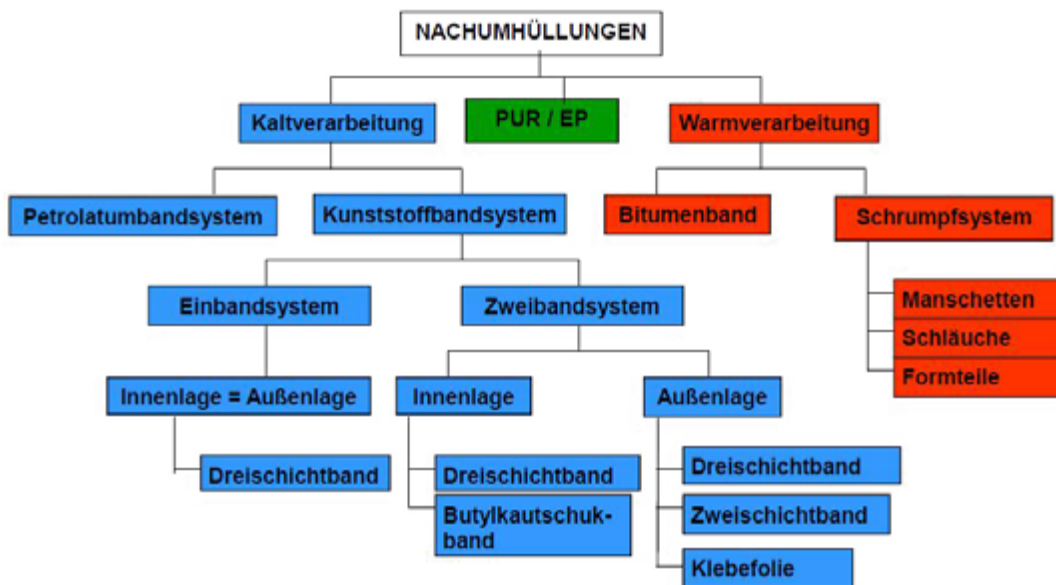 NACHUMHÜLLUNGEN
Kaltverarbeitung
PUR / EP
Warmverarbeitung
Petrolatumbandsystem
Kunststoffbandsystem
Bitumenband
Schrumpfsystem
Einbandsystem
Zweibandsystem
Manschetten
Schläuche
Formteile
Innenlage = Außenlage
Innenlage
Außenlage
Dreischichtband
Dreischichtband
Butylkautschuk-
band
Dreischichtband
Zweischichtband
Klebefolie